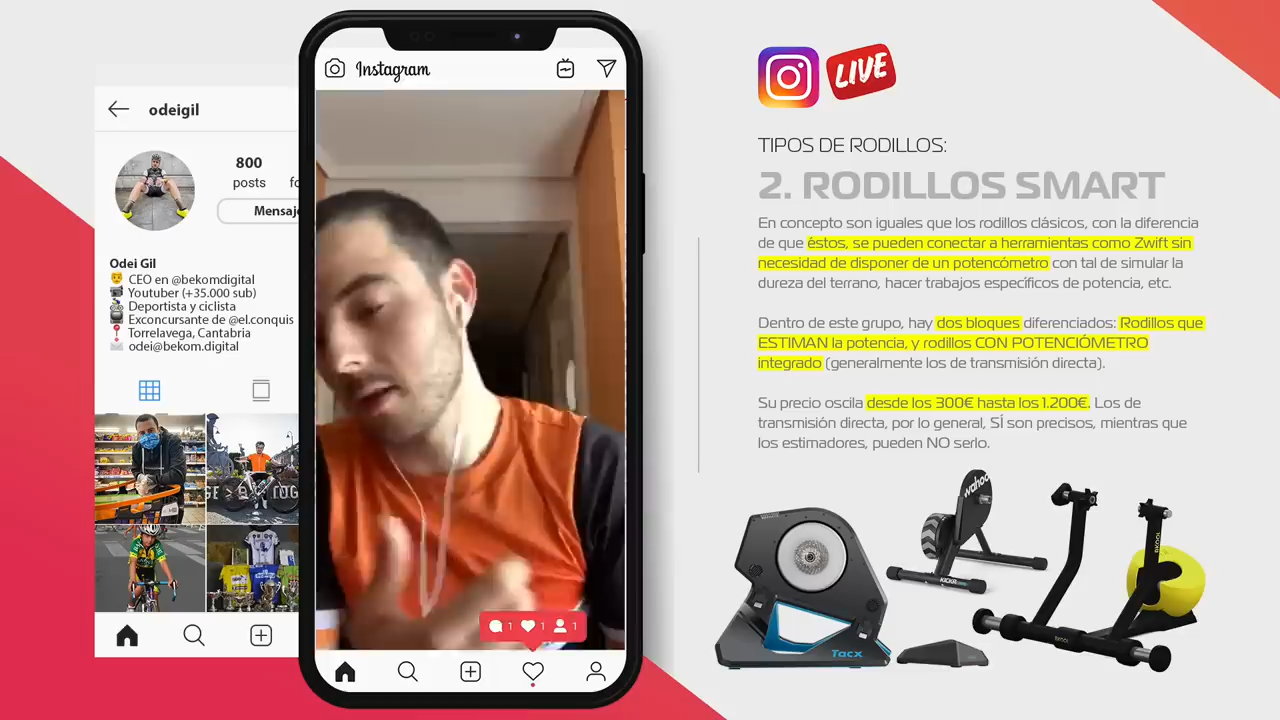 odeigil
800
posts
Mensaj
Odei Gil
CEO en @bekomdigital
Youtuber (+35.000 sub)
Deportista y ciclista
Exconcursante de @el.conquis
Torrelavega, Cantabria
odei@bekom.digital
Instagram
1 1 1
LIVE
TIPOS DE RODILLOS:
2. RODILLOS SMART
En concepto son iguales que los rodillos clásicos, con la diferencia
de que éstos, se pueden conectar a herramientas como Zwift sin
necesidad de disponer de un potencómetro con tal de simular la
dureza del terrano, hacer trabajos específicos de potencia, etc.
Dentro de este grupo, hay dos bloques diferenciados: Rodillos que
ESTIMAN la potencia, y rodillos CON POTENCIÓMETRO
integrado (generalmente los de transmisión directa).
Su precio oscila desde los 300€ hasta los 1.200€. Los de
transmisión directa, por lo general, SÍ son precisos, mientras que
los estimadores, pueden NO serlo.
wahoo
KICKR
BKOOL
BKOOL
Tacx